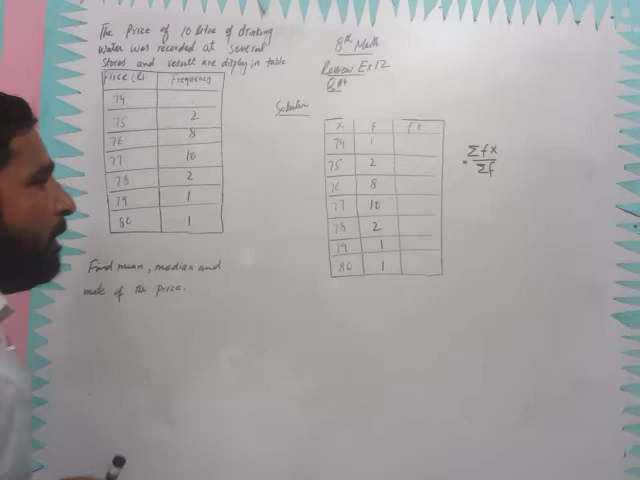 The Price of 10 litre of drinking
water was recorded at several
stores and result are display in table
Price (R) Frequency
74
75 2
76 8
77 10
78 2
79 1
80 1
Find mean, median and
mode of the price.
8th Math
Review Ex 12
Q#4
Solution
x f fx
74 1
75 2
76 8
77 10
78 2
79 1
80 1
= Σfx
Σf